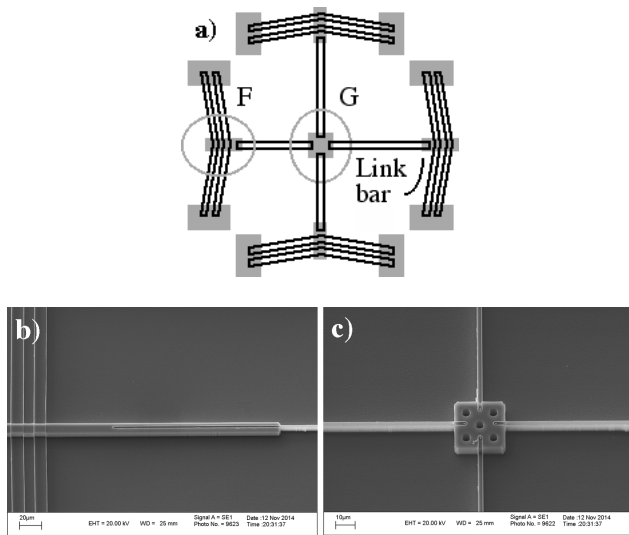 a)
F
G
Link
bar
b)
c)
20µm
EHT = 20.00 kV
WD = 25 mm
Signal A = SE1
Photo No. = 9623
Date :12 Nov 2014
Time :20:31:37
10µm
EHT = 20.00 kV
WD = 25 mm
Signal A = SE1
Photo No. = 9622
Date :12 Nov 2014
Time :20:31:37